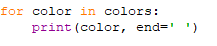 for color in colors:
    print(color, end=' ')